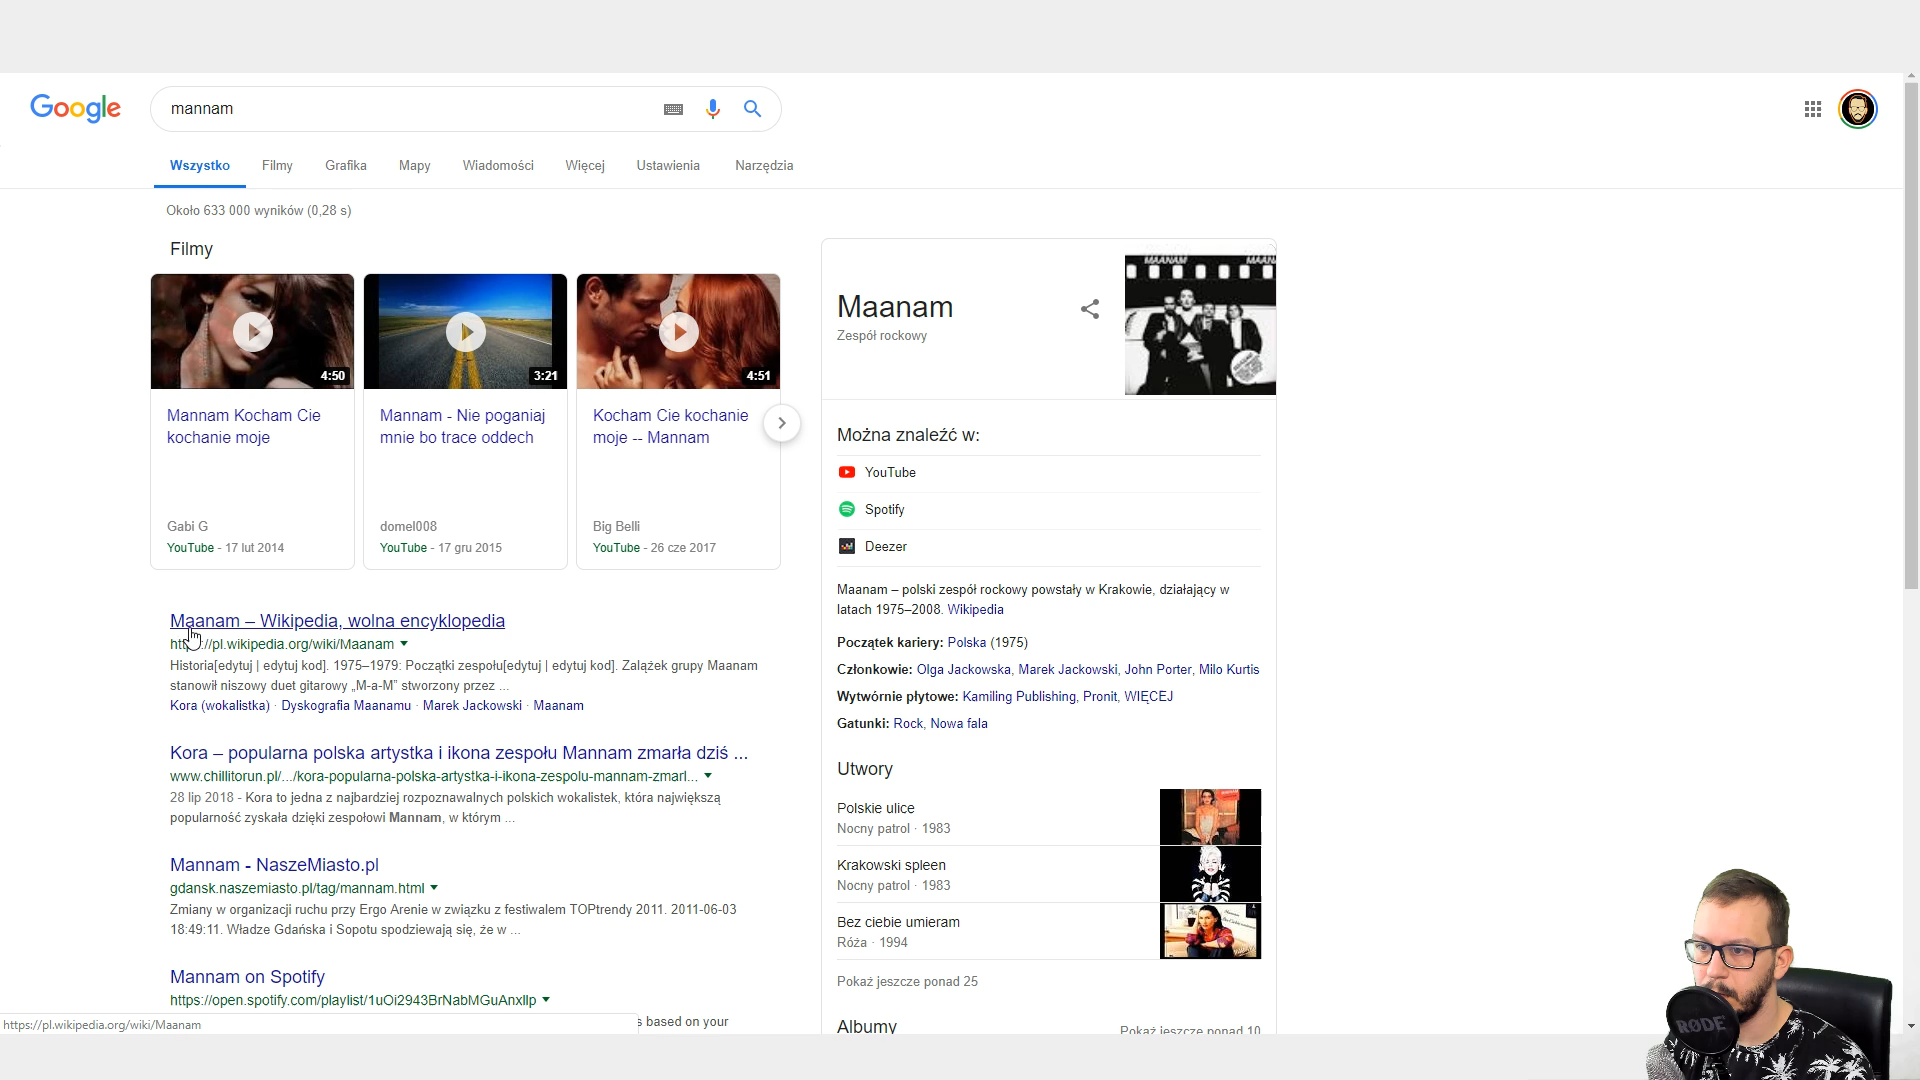 Google
mannam
Wszystko Filmy Grafika Mapy Wiadomości Więcej Ustawienia Narzędzia
Około 633 000 wyników (0,28 s)
Filmy
4:50
3:21
4:51
Mannam Kocham Cie
kochanie moje
Gabi G
YouTube - 17 lut 2014
Mannam - Nie poganiaj
mnie bo trace oddech
domel008
YouTube - 17 gru 2015
Kocham Cie kochanie
moje -- Mannam
Big Belli
YouTube - 26 cze 2017
Maanam – Wikipedia, wolna encyklopedia
https://pl.wikipedia.org/wiki/Maanam
Historia[edytuj | edytuj kod]. 1975–1979: Początki zespołu[edytuj | edytuj kod]. Zalążek grupy Maanam
stanowił niszowy duet gitarowy „M-a-M” stworzony przez ...
Kora (wokalistka) · Dyskografia Maanamu · Marek Jackowski · Maanam
Kora – popularna polska artystka i ikona zespołu Mannam zmarła dziś ...
www.chillitorun.pl/.../kora-popularna-polska-artystka-i-ikona-zespolu-mannam-zmarl...
28 lip 2018 - Kora to jedna z najbardziej rozpoznawalnych polskich wokalistek, która największą
popularność zyskała dzięki zespołowi Mannam, w którym ...
Mannam - NaszeMiasto.pl
gdansk.naszemiasto.pl/tag/mannam.html
Zmiany w organizacji ruchu przy Ergo Arenie w związku z festiwalem TOPtrendy 2011. 2011-06-03
18:49:11. Władze Gdańska i Sopotu spodziewają się, że w ...
Mannam on Spotify
https://open.spotify.com/playlist/1uOi2943BrNabMGuAnxllp
s based on your
https://pl.wikipedia.org/wiki/Maanam
Maanam
Zespół rockowy
MAANAM
Można znaleźć w:
YouTube
Spotify
Deezer
Maanam – polski zespół rockowy powstały w Krakowie, działający w
latach 1975–2008. Wikipedia
Początek kariery: Polska (1975)
Członkowie: Olga Jackowska, Marek Jackowski, John Porter, Milo Kurtis
Wytwórnie płytowe: Kamiling Publishing, Pronit, WIĘCEJ
Gatunki: Rock, Nowa fala
Utwory
Polskie ulice
Nocny patrol · 1983
Krakowski spleen
Nocny patrol · 1983
Bez ciebie umieram
Róża · 1994
Pokaż jeszcze ponad 25
Albumy
Pokaż jeszcze ponad 10
RØDE